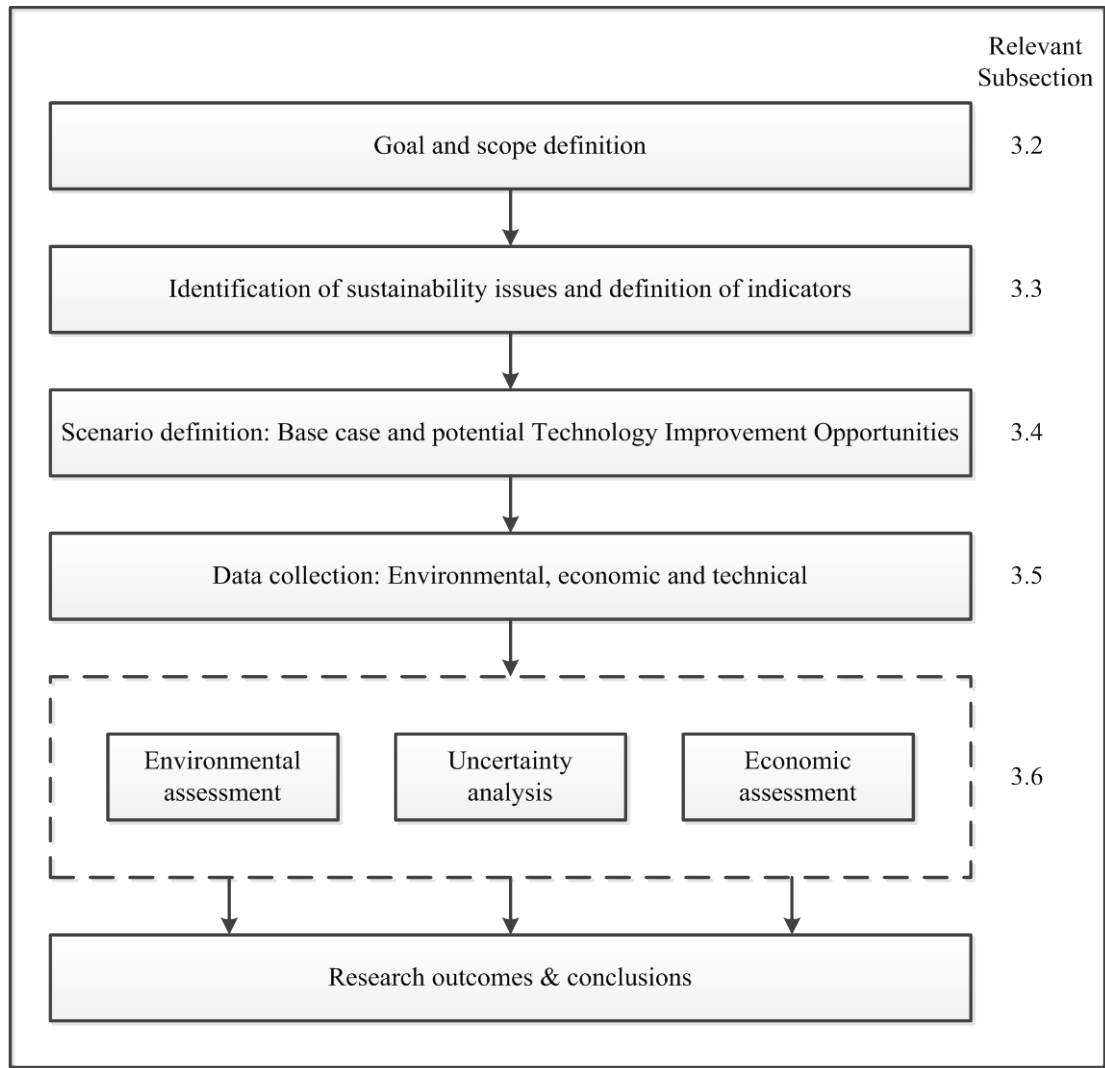 Relevant
Subsection
Goal and scope definition
3.2
Identification of sustainability issues and definition of indicators
3.3
Scenario definition: Base case and potential Technology Improvement Opportunities
3.4
Data collection: Environmental, economic and technical
3.5
Environmental
assessment
Uncertainty
analysis
Economic
assessment
3.6
Research outcomes & conclusions